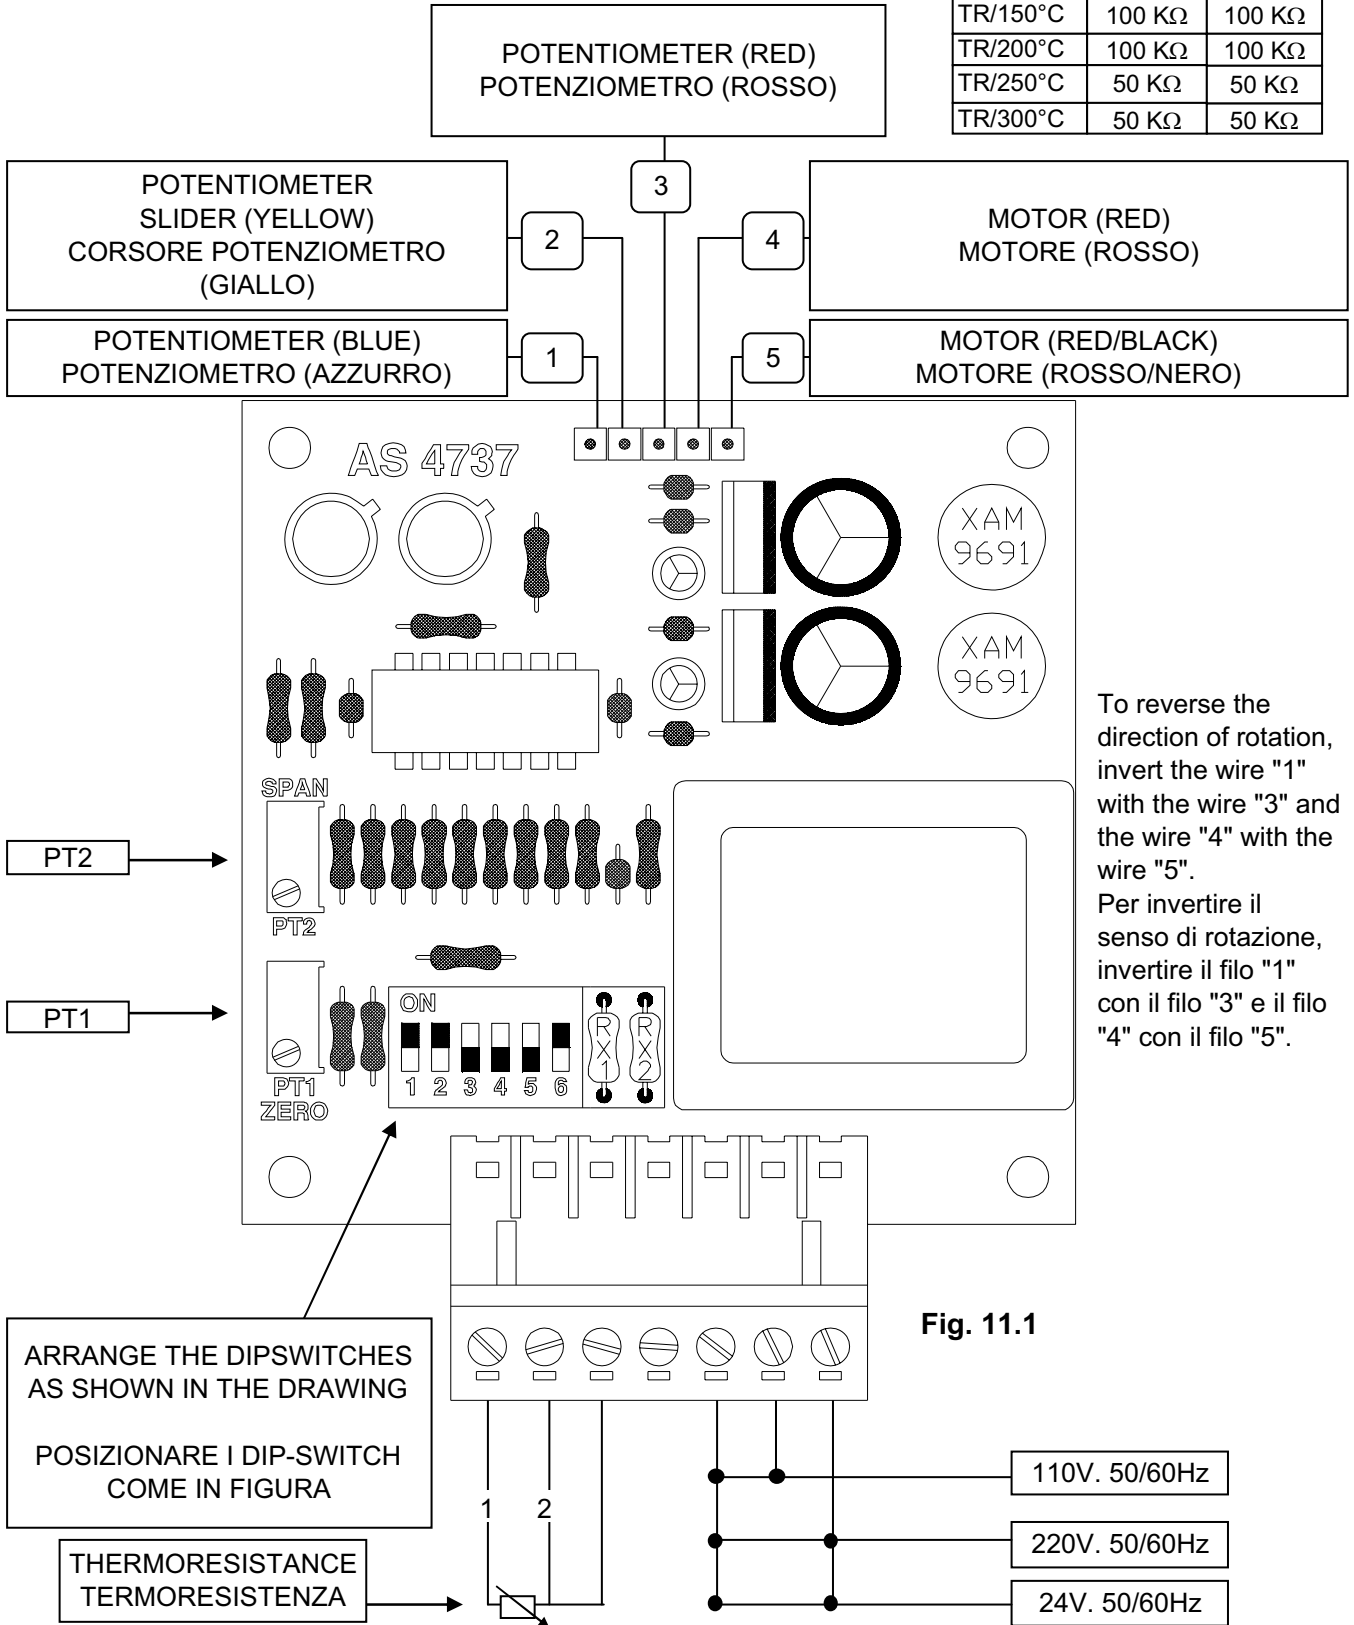 TR/150°C 100 KΩ 100 KΩ
TR/200°C 100 KΩ 100 KΩ
TR/250°C 50 KΩ 50 KΩ
TR/300°C 50 KΩ 50 KΩ
POTENTIOMETER (RED)
POTENZIOMETRO (ROSSO)
3
POTENTIOMETER
SLIDER (YELLOW)
CORSORE POTENZIOMETRO
(GIALLO)
2
4
MOTOR (RED)
MOTORE (ROSSO)
POTENTIOMETER (BLUE)
POTENZIOMETRO (AZZURRO)
1
5
MOTOR (RED/BLACK)
MOTORE (ROSSO/NERO)
AS 4737
XAM
9691
XAM
9691
To reverse the
direction of rotation,
invert the wire "1"
with the wire "3" and
the wire "4" with the
wire "5".
Per invertire il
senso di rotazione,
invertire il filo "1"
con il filo "3" e il filo
"4" con il filo "5".
SPAN
PT2
PT2
PT1
ON
1 2 3 4 5 6
RX1 RX2
PT1
ZERO
Fig. 11.1
ARRANGE THE DIPSWITCHES
AS SHOWN IN THE DRAWING
POSIZIONARE I DIP-SWITCH
COME IN FIGURA
1 2
110V. 50/60Hz
220V. 50/60Hz
24V. 50/60Hz
THERMORESISTANCE
TERMORESISTENZA